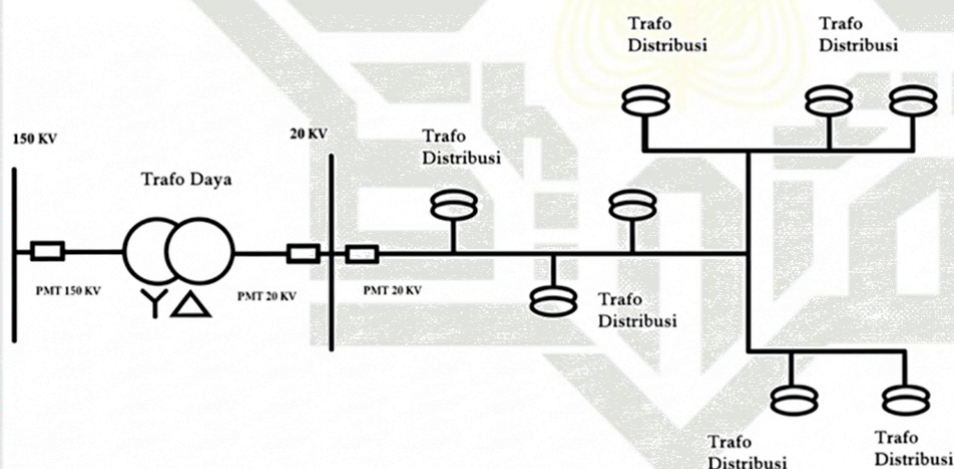 Trafo
Distribusi
Trafo
Distribusi
150 KV
20 KV
Trafo
Distribusi
Trafo Daya
PMT 150 KV
PMT 20 KV
PMT 20 KV
Trafo
Distribusi
Trafo
Distribusi
Trafo
Distribusi